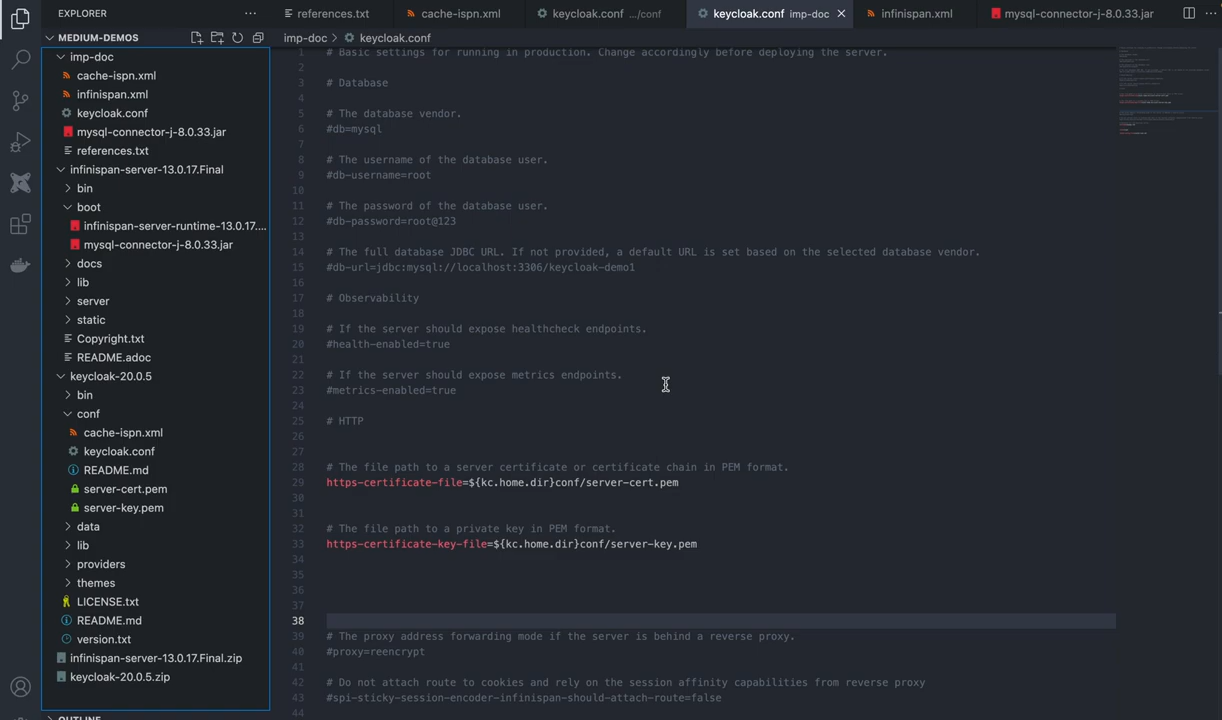 EXPLORER
references.txt
cache-ispn.xml
keycloak.conf .../conf
keycloak.conf imp-doc
infinispan.xml
mysql-connector-j-8.0.33.jar
MEDIUM-DEMOS
imp-doc
cache-ispn.xml
infinispan.xml
keycloak.conf
mysql-connector-j-8.0.33.jar
references.txt
infinispan-server-13.0.17.Final
bin
boot
infinispan-server-runtime-13.0.17....
mysql-connector-j-8.0.33.jar
docs
lib
server
static
Copyright.txt
README.adoc
keycloak-20.0.5
bin
conf
cache-ispn.xml
keycloak.conf
README.md
server-cert.pem
server-key.pem
data
lib
providers
themes
LICENSE.txt
README.md
version.txt
infinispan-server-13.0.17.Final.zip
keycloak-20.0.5.zip
OUTLINE
imp-doc > keycloak.conf
1 # Basic settings for running in production. Change accordingly before deploying the server.
2
3 # Database
4
5 # The database vendor.
6 #db=mysql
7
8 # The username of the database user.
9 #db-username=root
10
11 # The password of the database user.
12 #db-password=root@123
13
14 # The full database JDBC URL. If not provided, a default URL is set based on the selected database vendor.
15 #db-url=jdbc:mysql://localhost:3306/keycloak-demo1
16
17 # Observability
18
19 # If the server should expose healthcheck endpoints.
20 #health-enabled=true
21
22 # If the server should expose metrics endpoints.
23 #metrics-enabled=true
24
25 # HTTP
26
27
28 # The file path to a server certificate or certificate chain in PEM format.
29 https-certificate-file=${kc.home.dir}conf/server-cert.pem
30
31
32 # The file path to a private key in PEM format.
33 https-certificate-key-file=${kc.home.dir}conf/server-key.pem
34
35
36
37
38
39 # The proxy address forwarding mode if the server is behind a reverse proxy.
40 #proxy=reencrypt
41
42 # Do not attach route to cookies and rely on the session affinity capabilities from reverse proxy
43 #spi-sticky-session-encoder-infinispan-should-attach-route=false
44